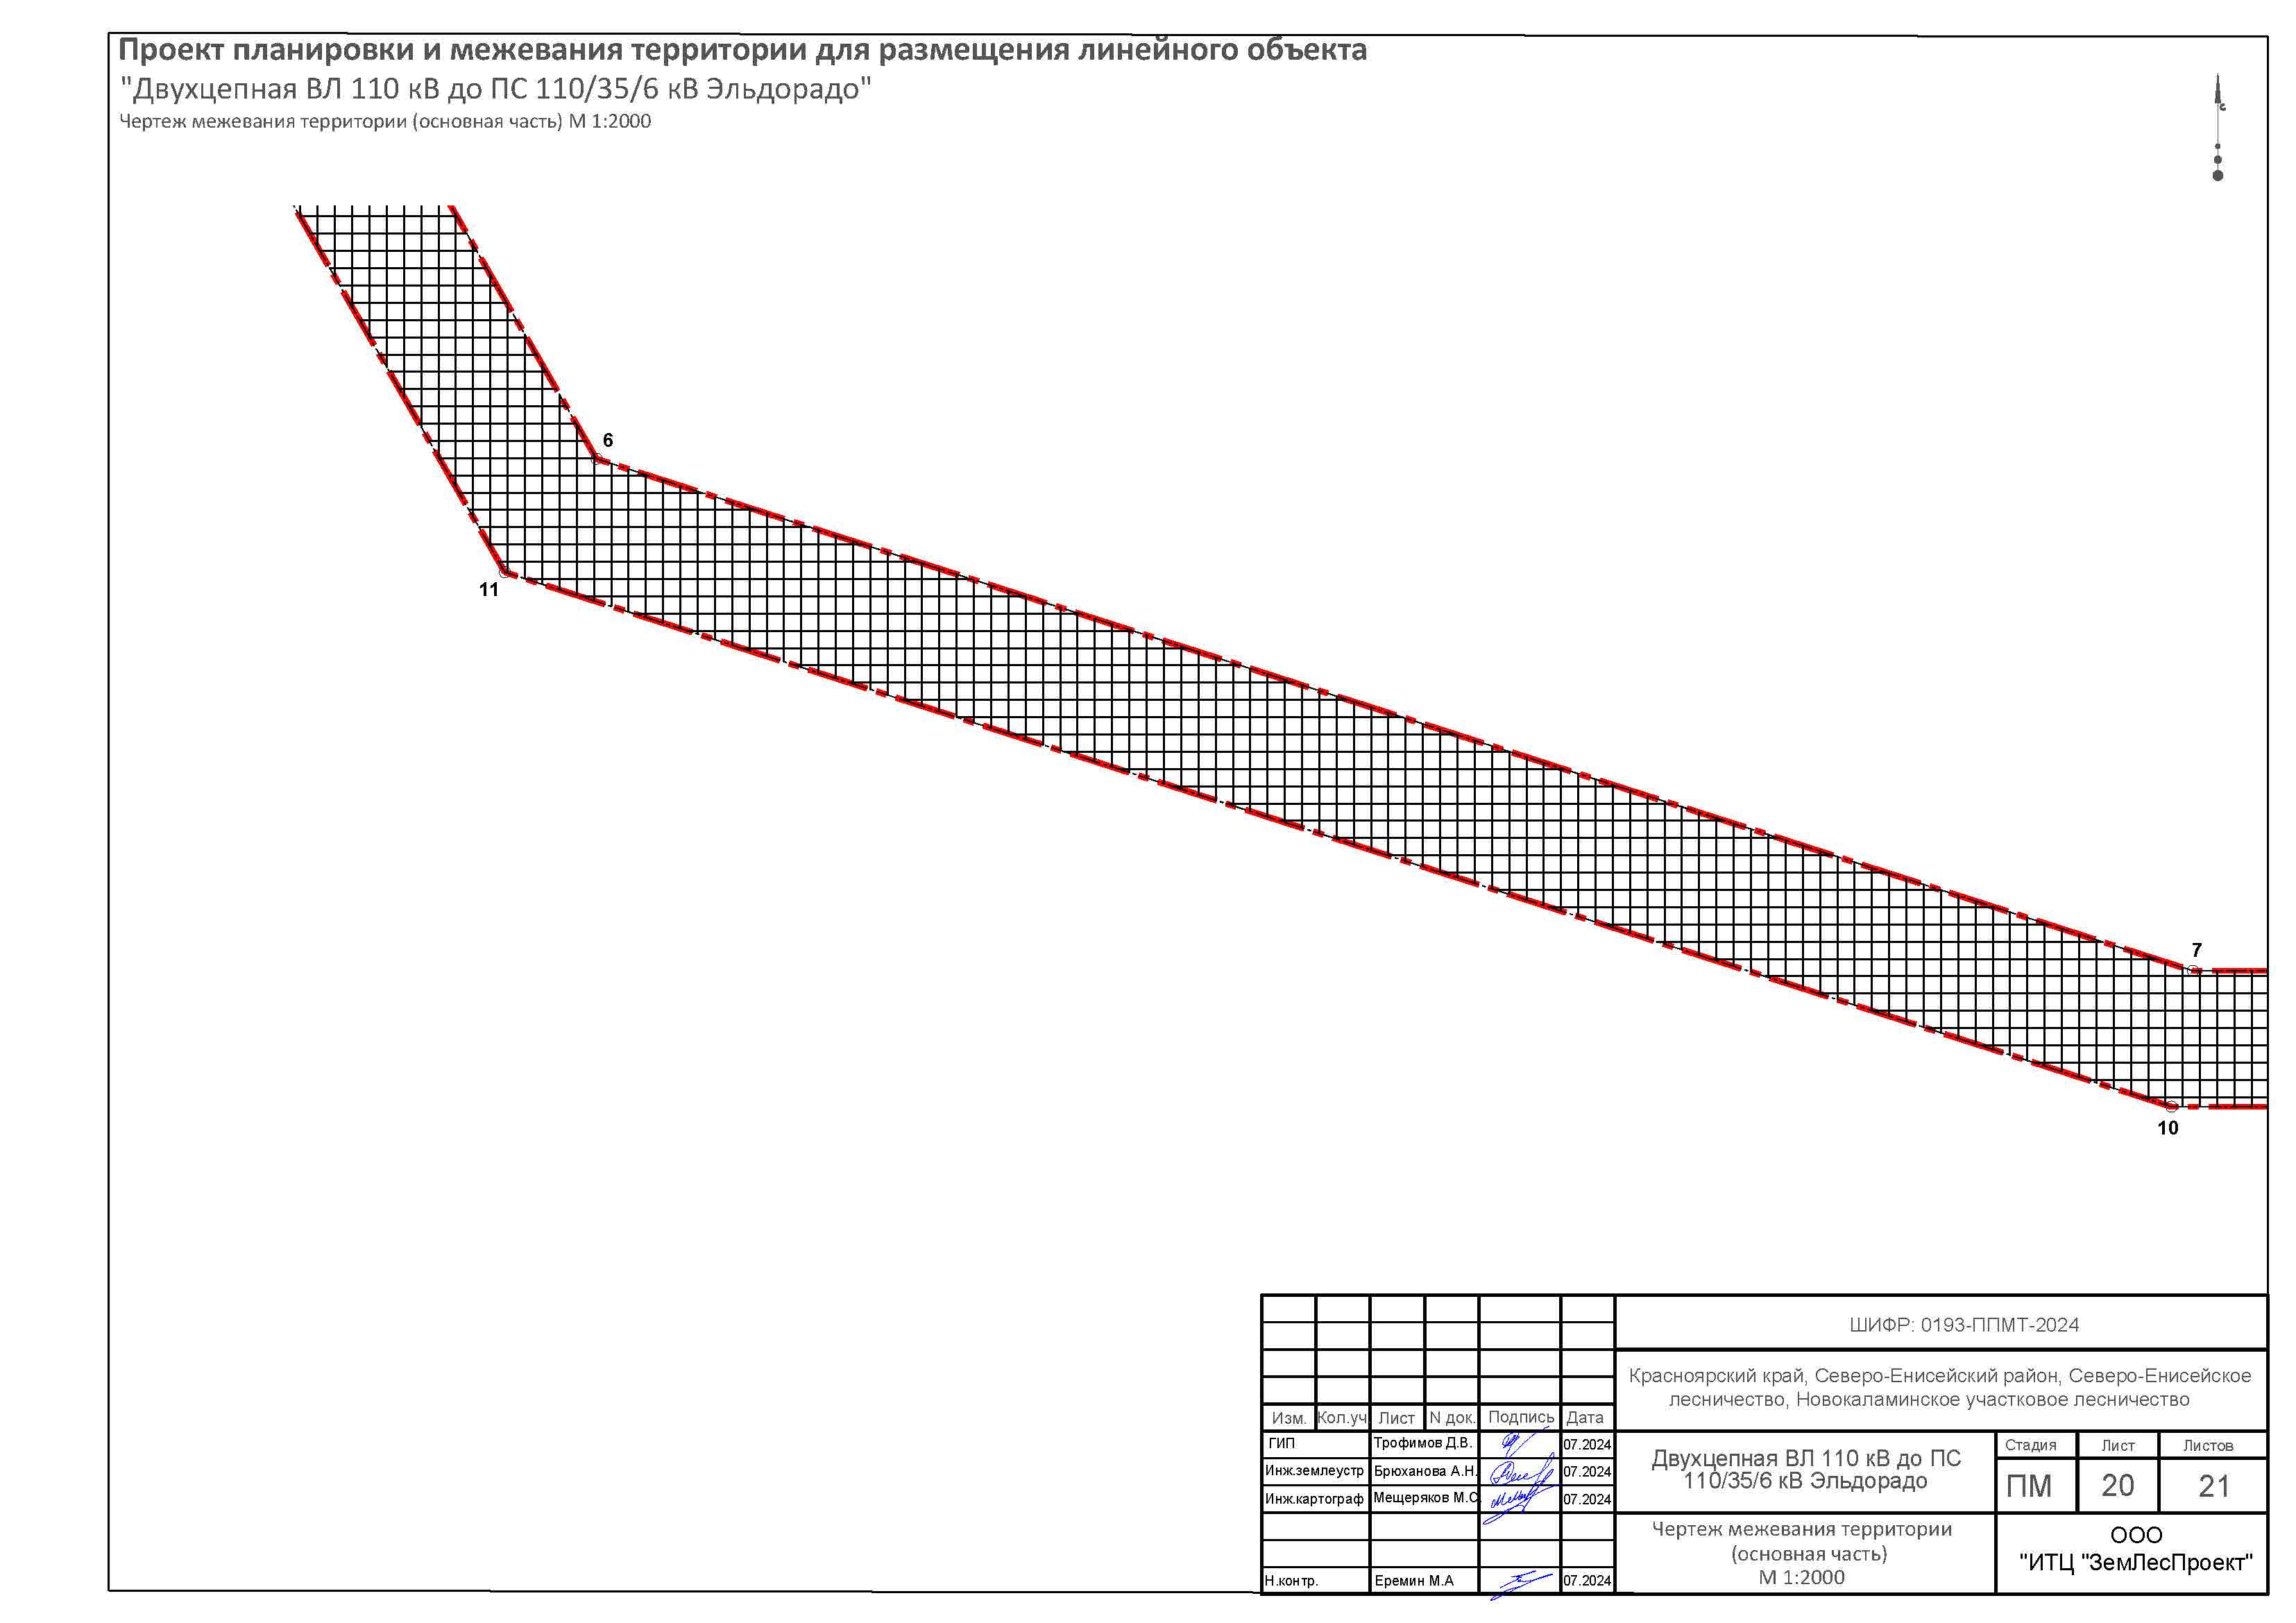 Проект планировки и межевания территории для размещения линейного объекта
"Двухцепная ВЛ 110 кВ до ПС 110/35/6 кВ Эльдорадо"
Чертеж межевания территории (основная часть) М 1:2000
с
6
11
7
10
ШИФР: 0193-ППМТ-2024
Красноярский край, Северо-Енисейский район, Северо-Енисейское
лесничество, Новокаламинское участковое лесничество
Изм. Кол.уч Лист N док. Подпись Дата
ГИП Трофимов Д.В. 07.2024
Инж.землеустр Брюханова А.Н. 07.2024
Инж.картограф Мещеряков М.С 07.2024
Н.контр. Еремин М.А 07.2024
Двухцепная ВЛ 110 кВ до ПС
110/35/6 кВ Эльдорадо
Стадия Лист Листов
ПМ 20 21
Чертеж межевания территории
(основная часть)
М 1:2000
ООО
"ИТЦ "ЗемЛесПроект"